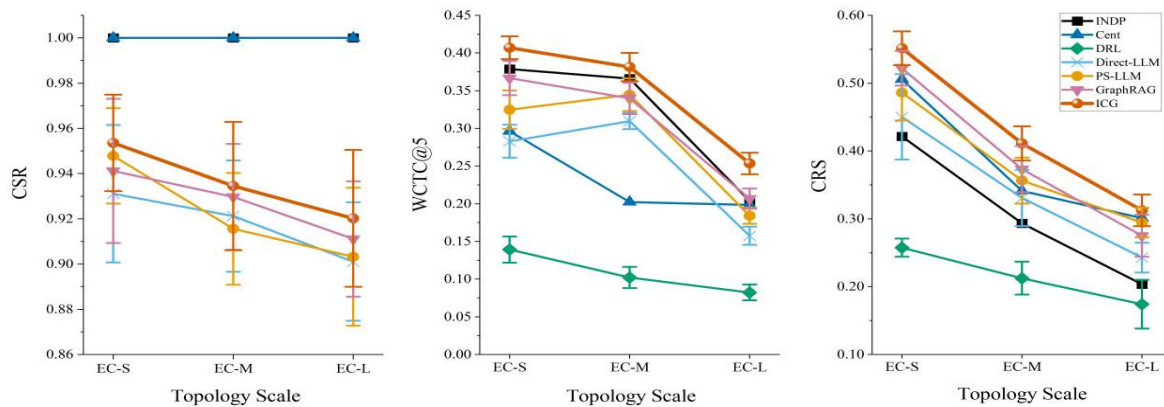 CSR
1.00
0.98
0.96
0.94
0.92
0.90
0.88
0.86
EC-S
EC-M
EC-L
Topology Scale
WCTC@5
0.45
0.40
0.35
0.30
0.25
0.20
0.15
0.10
0.05
0.00
EC-S
EC-M
EC-L
Topology Scale
CRS
0.60
0.50
0.40
0.30
0.20
0.10
EC-S
EC-M
EC-L
Topology Scale
INDP
Cent
DRL
Direct-LLM
PS-LLM
GraphRAG
ICG